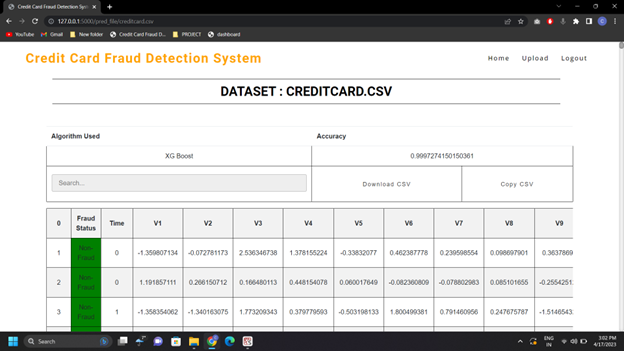 Credit Card Fraud Detection Sys
127.0.0.1:5000/pred_file/creditcard.csv
YouTube Gmail New folder Credit Card Fraud D... PROJECT dashboard
Credit Card Fraud Detection System
Home Upload Logout
DATASET : CREDITCARD.CSV
Algorithm Used Accuracy
XG Boost 0.9997274150150361
Search... Download CSV Copy CSV
0 Fraud Status Time V1 V2 V3 V4 V5 V6 V7 V8 V9
1 Non-Fraud 0 -1.359807134 -0.072781173 2.536346738 1.378155224 -0.33832077 0.462387778 0.239598554 0.098697901 0.3637869
2 Non-Fraud 0 1.191857111 0.266150712 0.166480113 0.448154078 0.060017649 -0.082360809 -0.078802983 0.085101655 -0.2554251
3 Non-Fraud 1 -1.358354062 -1.340163075 1.773209343 0.379779593 -0.503198133 1.800499381 0.791460956 0.247675787 -1.5146543
Search
ENG
IN
3:02 PM
4/17/2023